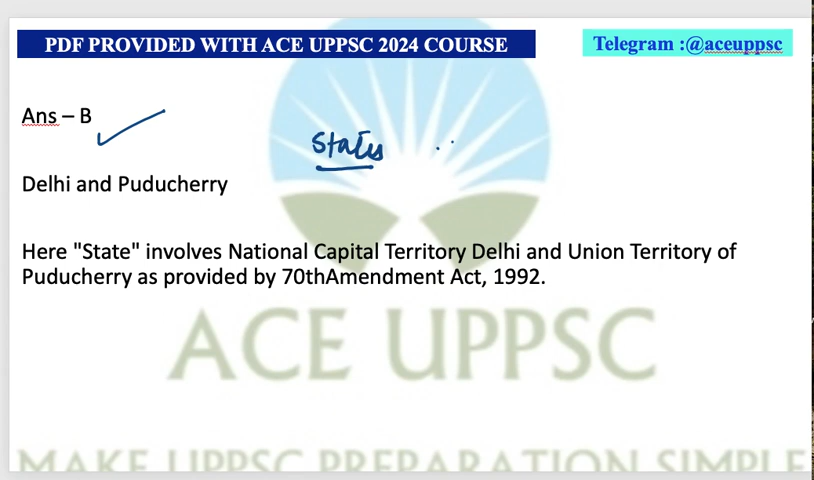 PDF PROVIDED WITH ACE UPPSC 2024 COURSE
Telegram :@aceuppsc
Ans – B
States
Delhi and Puducherry
Here "State" involves National Capital Territory Delhi and Union Territory of
Puducherry as provided by 70thAmendment Act, 1992.
ACE UPPSC
MAKE UPPSC PREPARATION SIMPLE